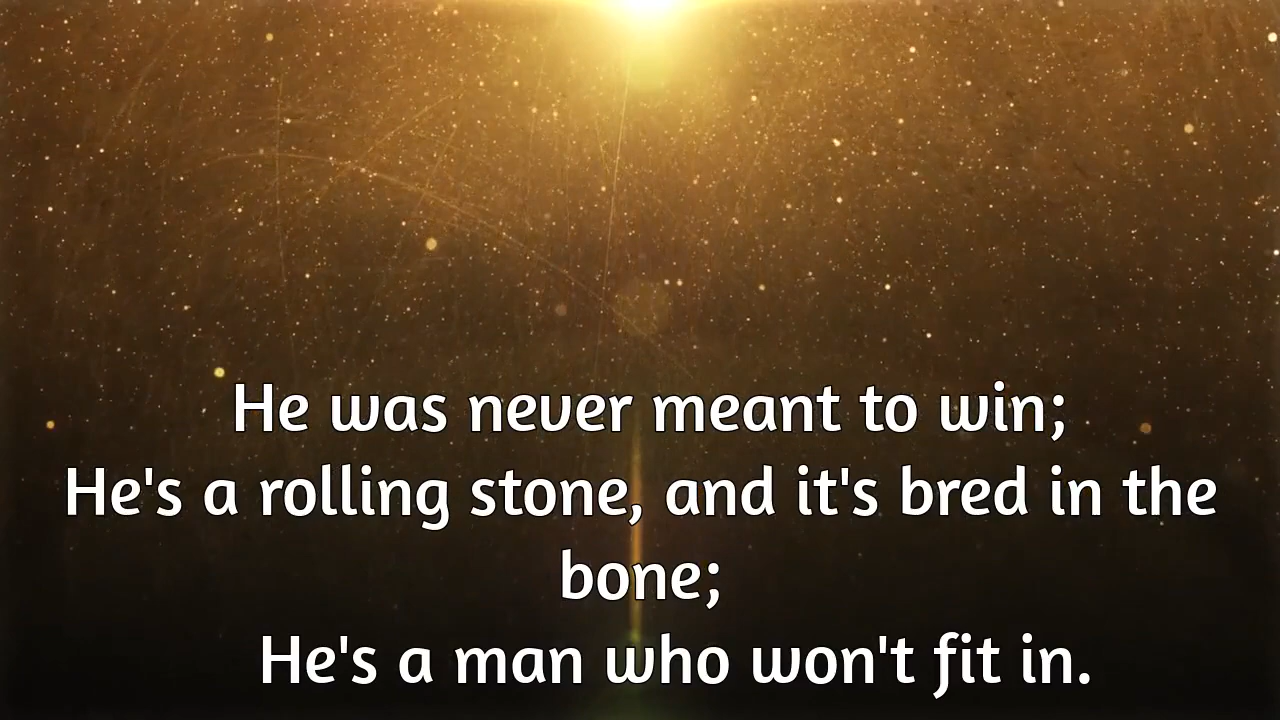 He was never meant to win;
He's a rolling stone, and it's bred in the
bone;
He's a man who won't fit in.